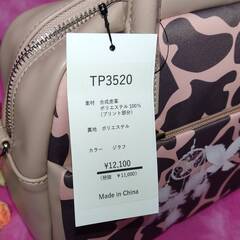 TP3520
素材　合成皮革
ポリエステル 100%
(プリント部分)
裏地　ポリエステル
カラー　ジラフ
¥12,100
(税抜 ¥11,000)
Made in China